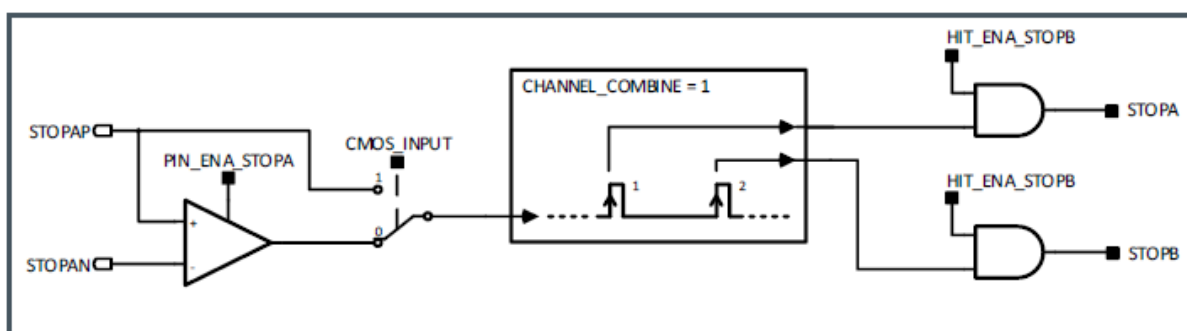 HIT_ENA_STOPB
CHANNEL_COMBINE = 1
STOPA
STOPAP
CMOS_INPUT
PIN_ENA_STOPA
1
1
2
HIT_ENA_STOPB
+
0
STOPAN
-
STOPB